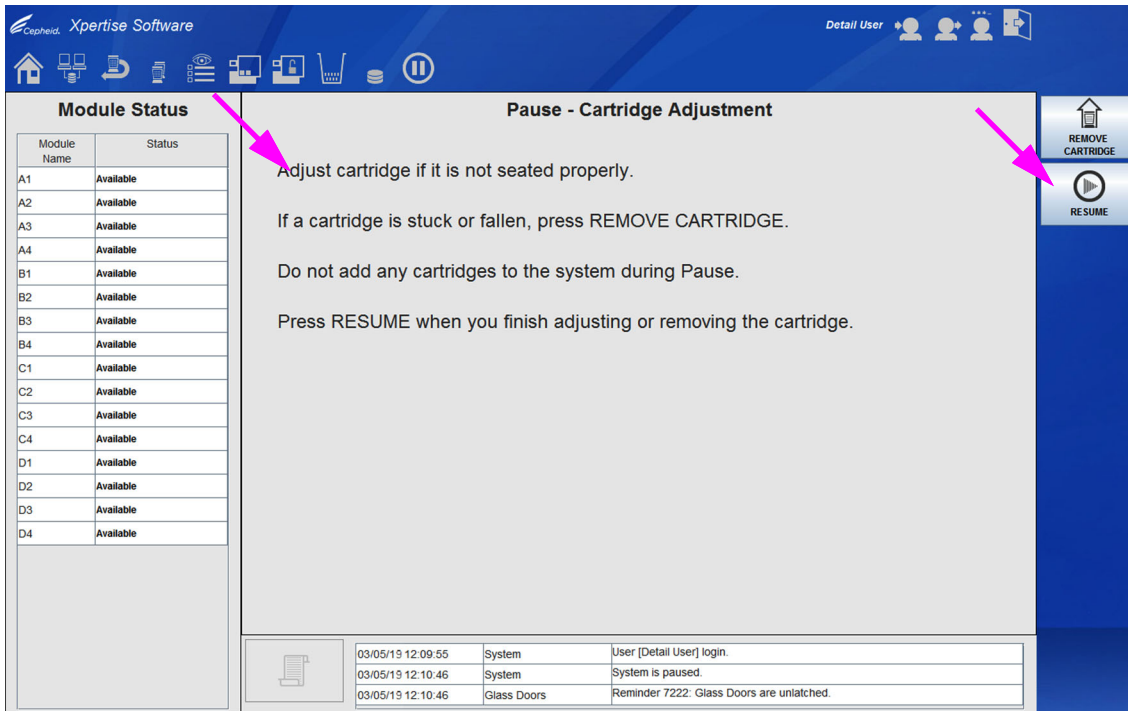 Cepheid. Xpertise Software
Detail User
Module Status
Module Name
Status
A1 Available
A2 Available
A3 Available
A4 Available
B1 Available
B2 Available
B3 Available
B4 Available
C1 Available
C2 Available
C3 Available
C4 Available
D1 Available
D2 Available
D3 Available
D4 Available
Pause - Cartridge Adjustment
Adjust cartridge if it is not seated properly.
If a cartridge is stuck or fallen, press REMOVE CARTRIDGE.
Do not add any cartridges to the system during Pause.
Press RESUME when you finish adjusting or removing the cartridge.
REMOVE
CARTRIDGE
RESUME
03/05/19 12:09:55 System User [Detail User] login.
03/05/19 12:10:46 System System is paused.
03/05/19 12:10:46 Glass Doors Reminder 7222: Glass Doors are unlatched.